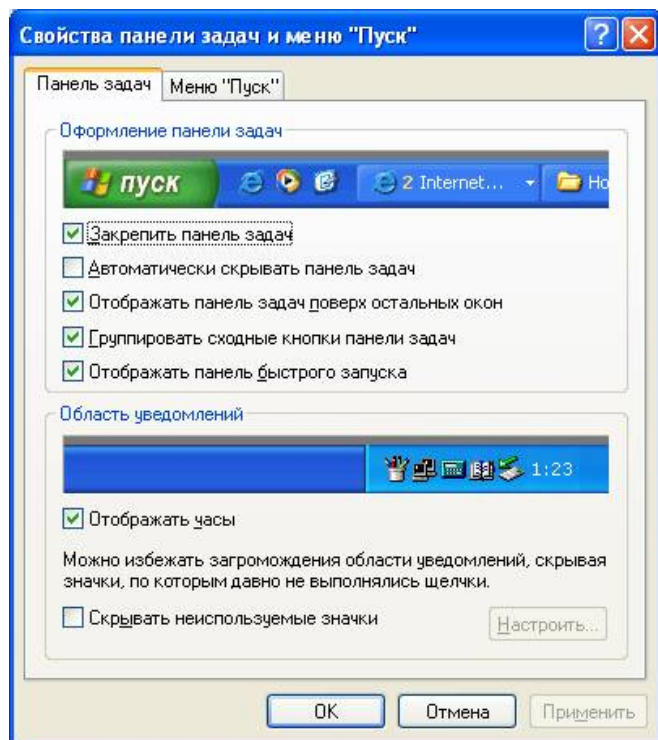 Свойства панели задач и меню "Пуск"
Панель задач
Меню "Пуск"
Оформление панели задач
пуск
2 Internet...
Но
Закрепить панель задач
Автоматически скрывать панель задач
Отображать панель задач поверх остальных окон
Группировать сходные кнопки панели задач
Отображать панель быстрого запуска
Область уведомлений
1:23
Отображать часы
Можно избежать загромождения области уведомлений, скрывая
значки, по которым давно не выполнялись щелчки.
Скрывать неиспользуемые значки
Настроить...
ОК
Отмена
Применить